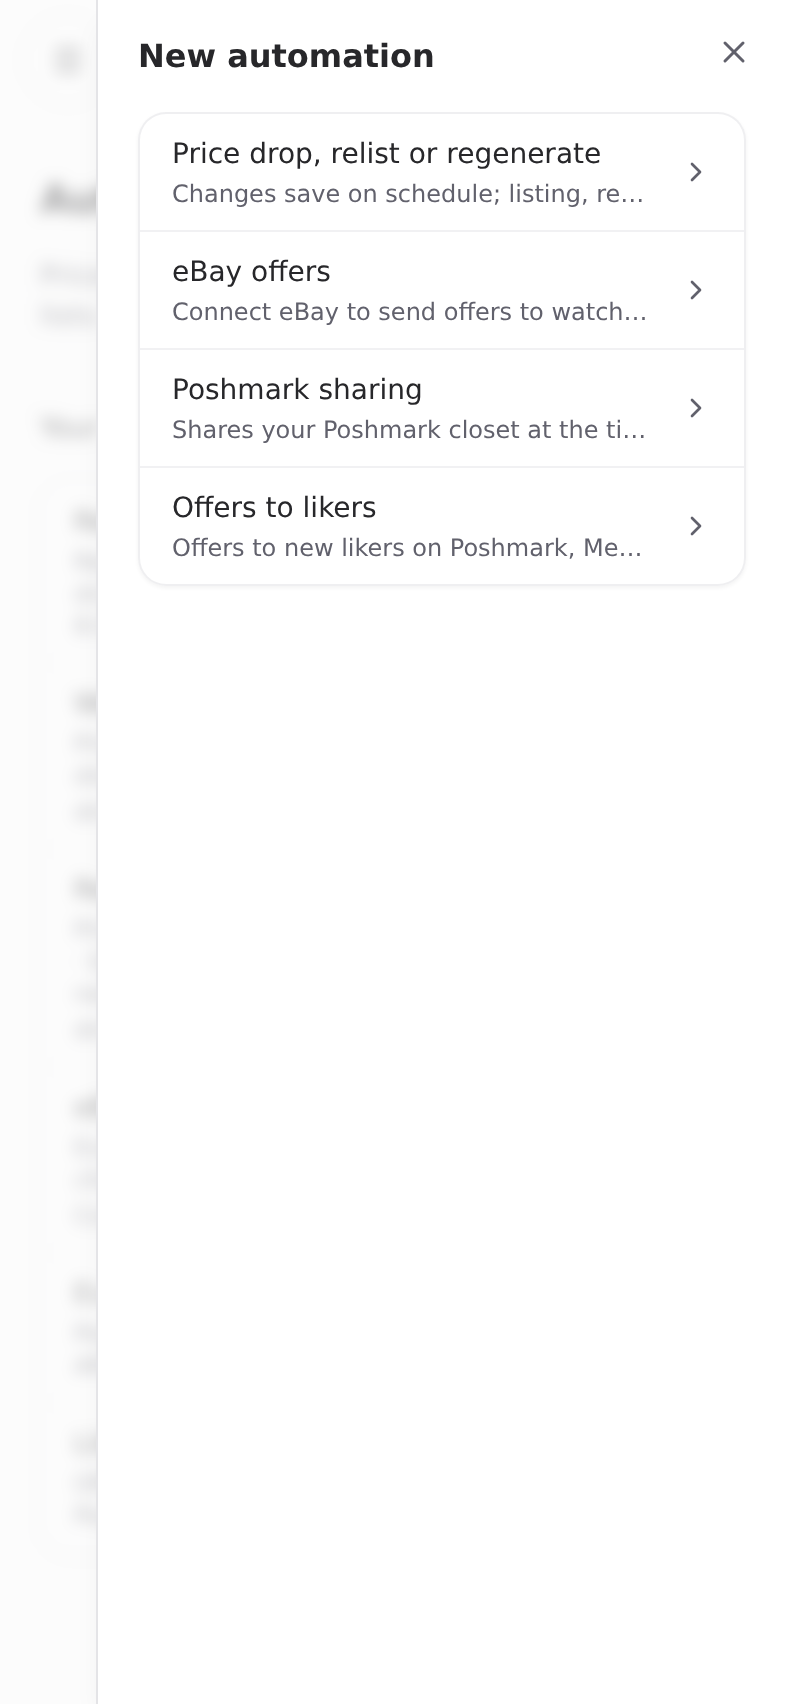 New automation
Price drop, relist or regenerate
Changes save on schedule; listing, re…
eBay offers
Connect eBay to send offers to watch…
Poshmark sharing
Shares your Poshmark closet at the ti…
Offers to likers
Offers to new likers on Poshmark, Me…